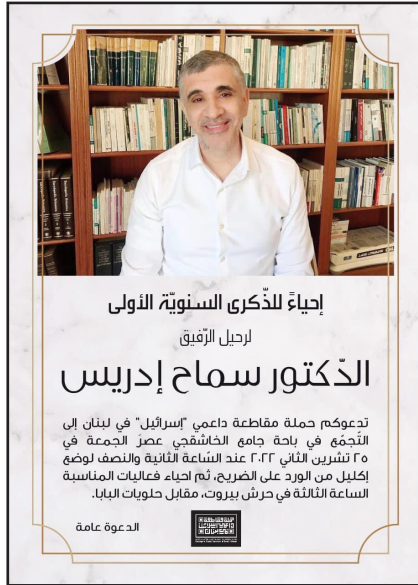 إحياءً للذّكرى السنويّة الأولى
لرحيل الرّفيق
الدّكتور سماح إدريس
تدعوكم حملة مقاطعة داعمي "إسرائيل" في لبنان إلى
التّجمّع في باحة جامع الخاشقجي عصرَ الجمعة في
٢٥ تشرين الثاني ٢٠٢٢ عند السّاعة الثانية والنصف لوضع
إكليل من الورد على الضريح، ثم احياء فعاليات المناسبة
الساعة الثالثة في حرش بيروت، مقابل حلويات البابا.
الدعوة عامة